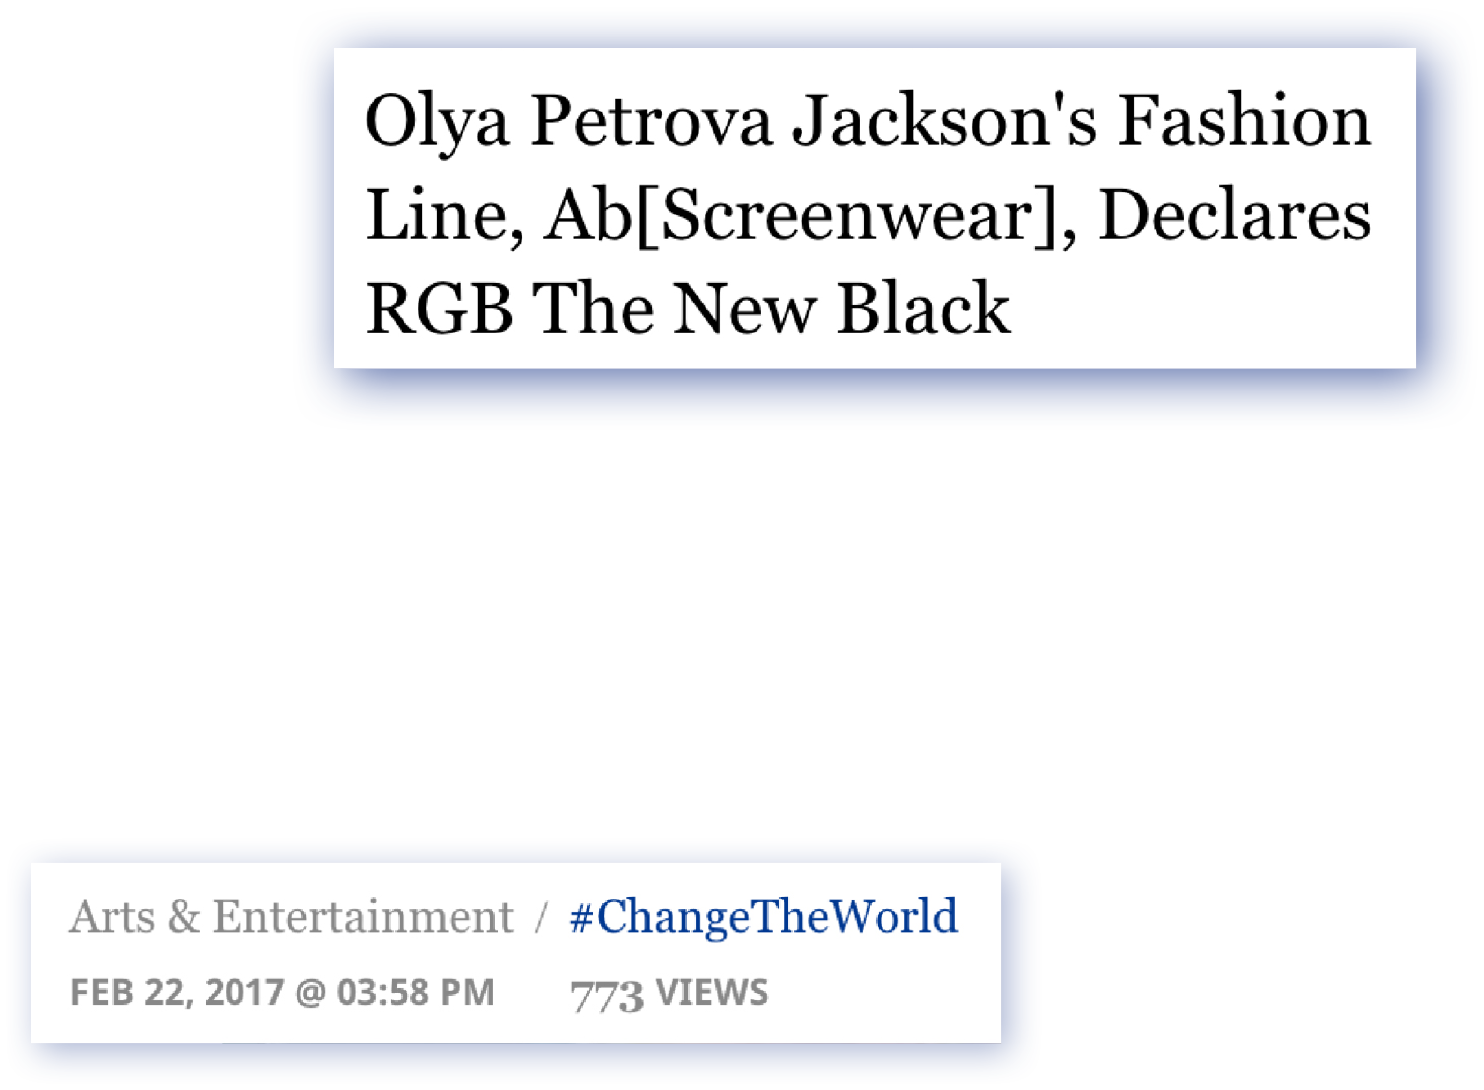 Olya Petrova Jackson's Fashion
Line, Ab[Screenwear], Declares
RGB The New Black
Arts & Entertainment / #ChangeTheWorld
FEB 22, 2017 @ 03:58 PM 773 VIEWS